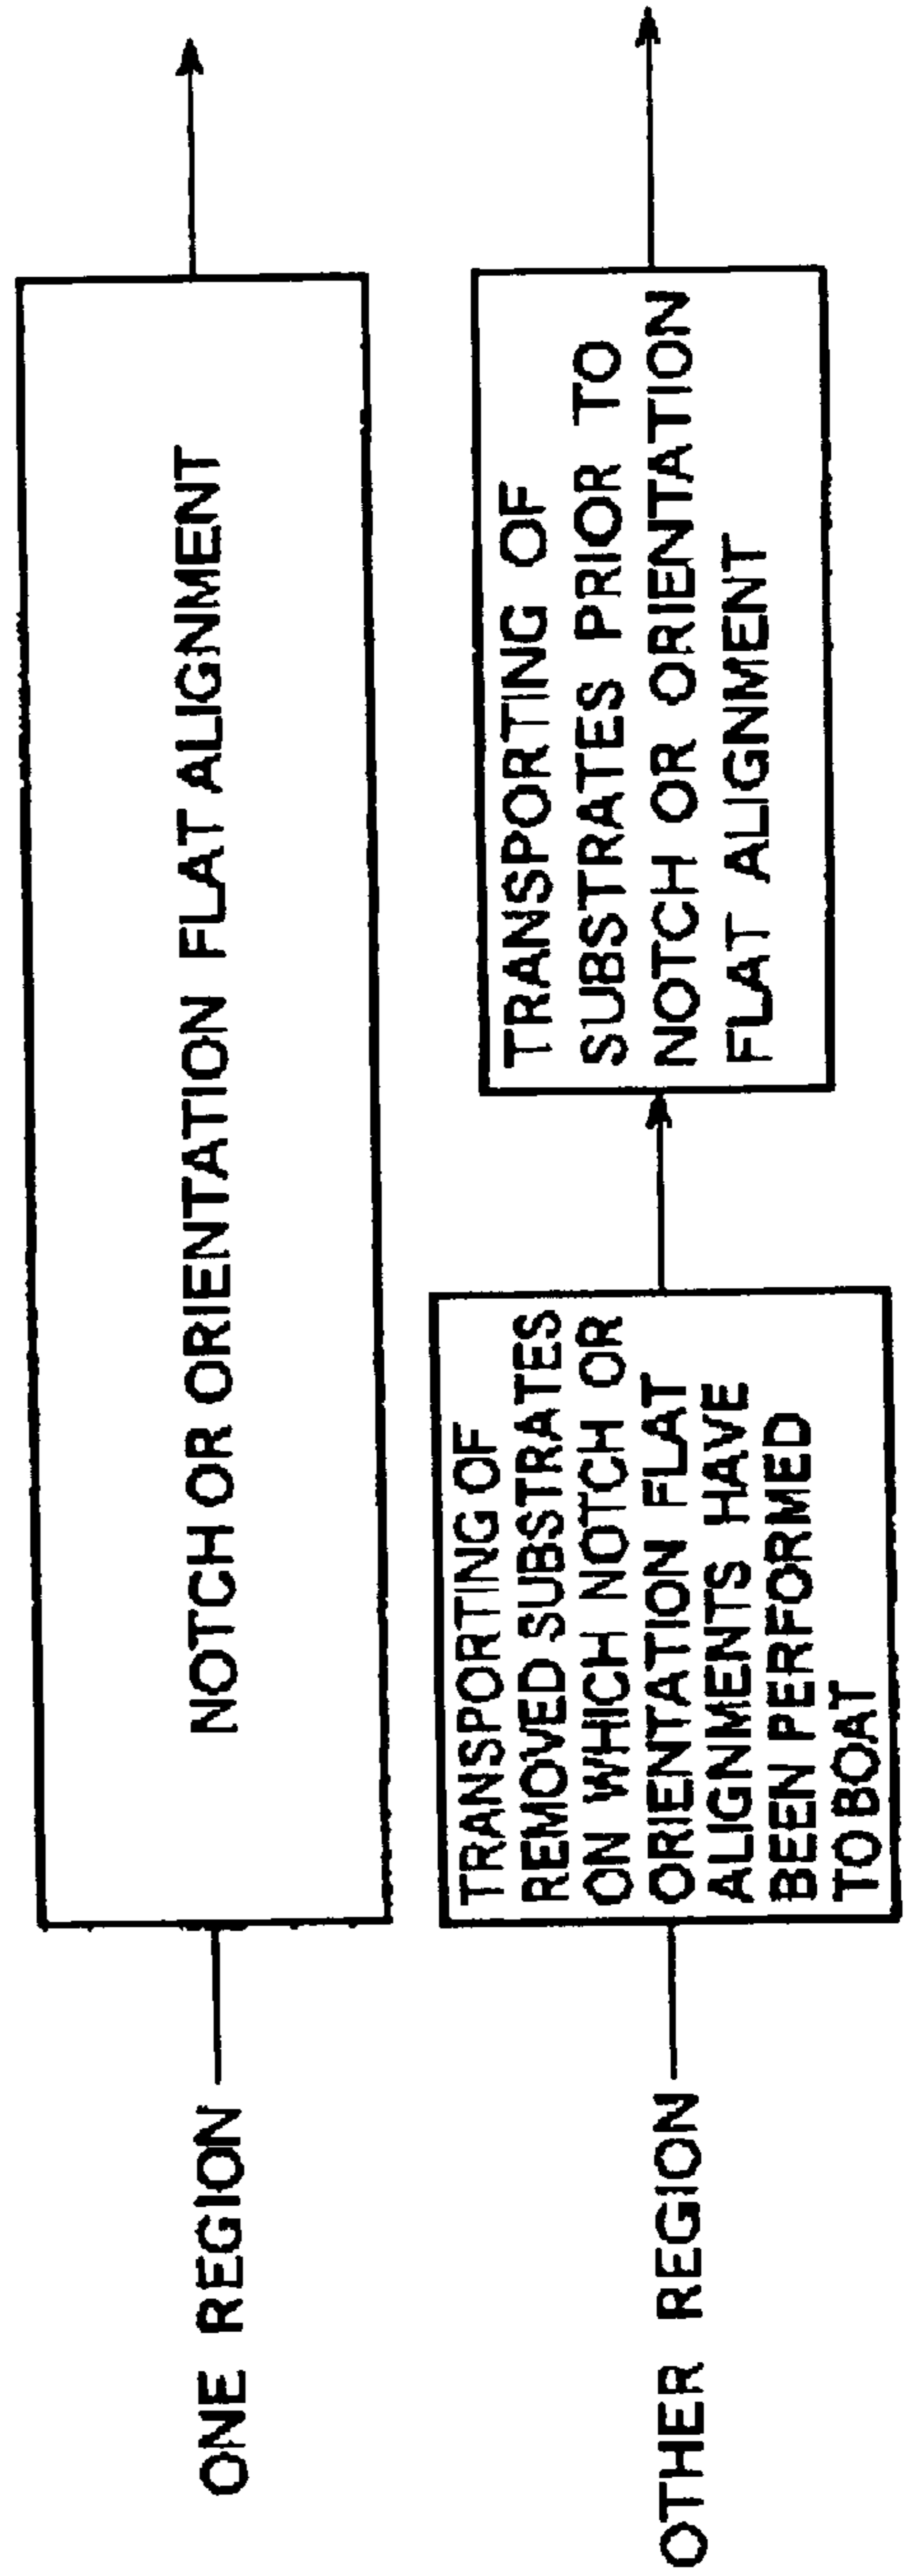 ONE REGION
NOTCH OR ORIENTATION FLAT ALIGNMENT
OTHER REGION
TRANSPORTING OF
REMOVED SUBSTRATES
ON WHICH NOTCH OR
ORIENTATION FLAT
ALIGNMENTS HAVE
BEEN PERFORMED
TO BOAT
TRANSPORTING OF
SUBSTRATES PRIOR TO
NOTCH OR ORIENTATION
FLAT ALIGNMENT